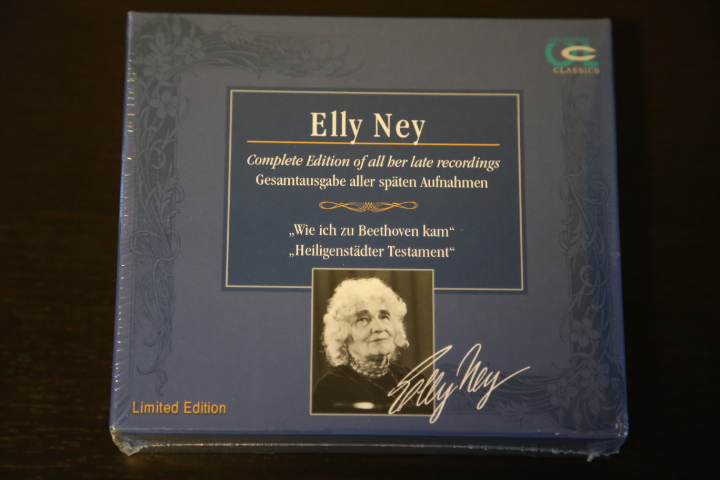 CLASSICS
Elly Ney
Complete Edition of all her late recordings
Gesamtausgabe aller späten Aufnahmen
„Wie ich zu Beethoven kam“
„Heiligenstädter Testament“
Elly Ney
Limited Edition